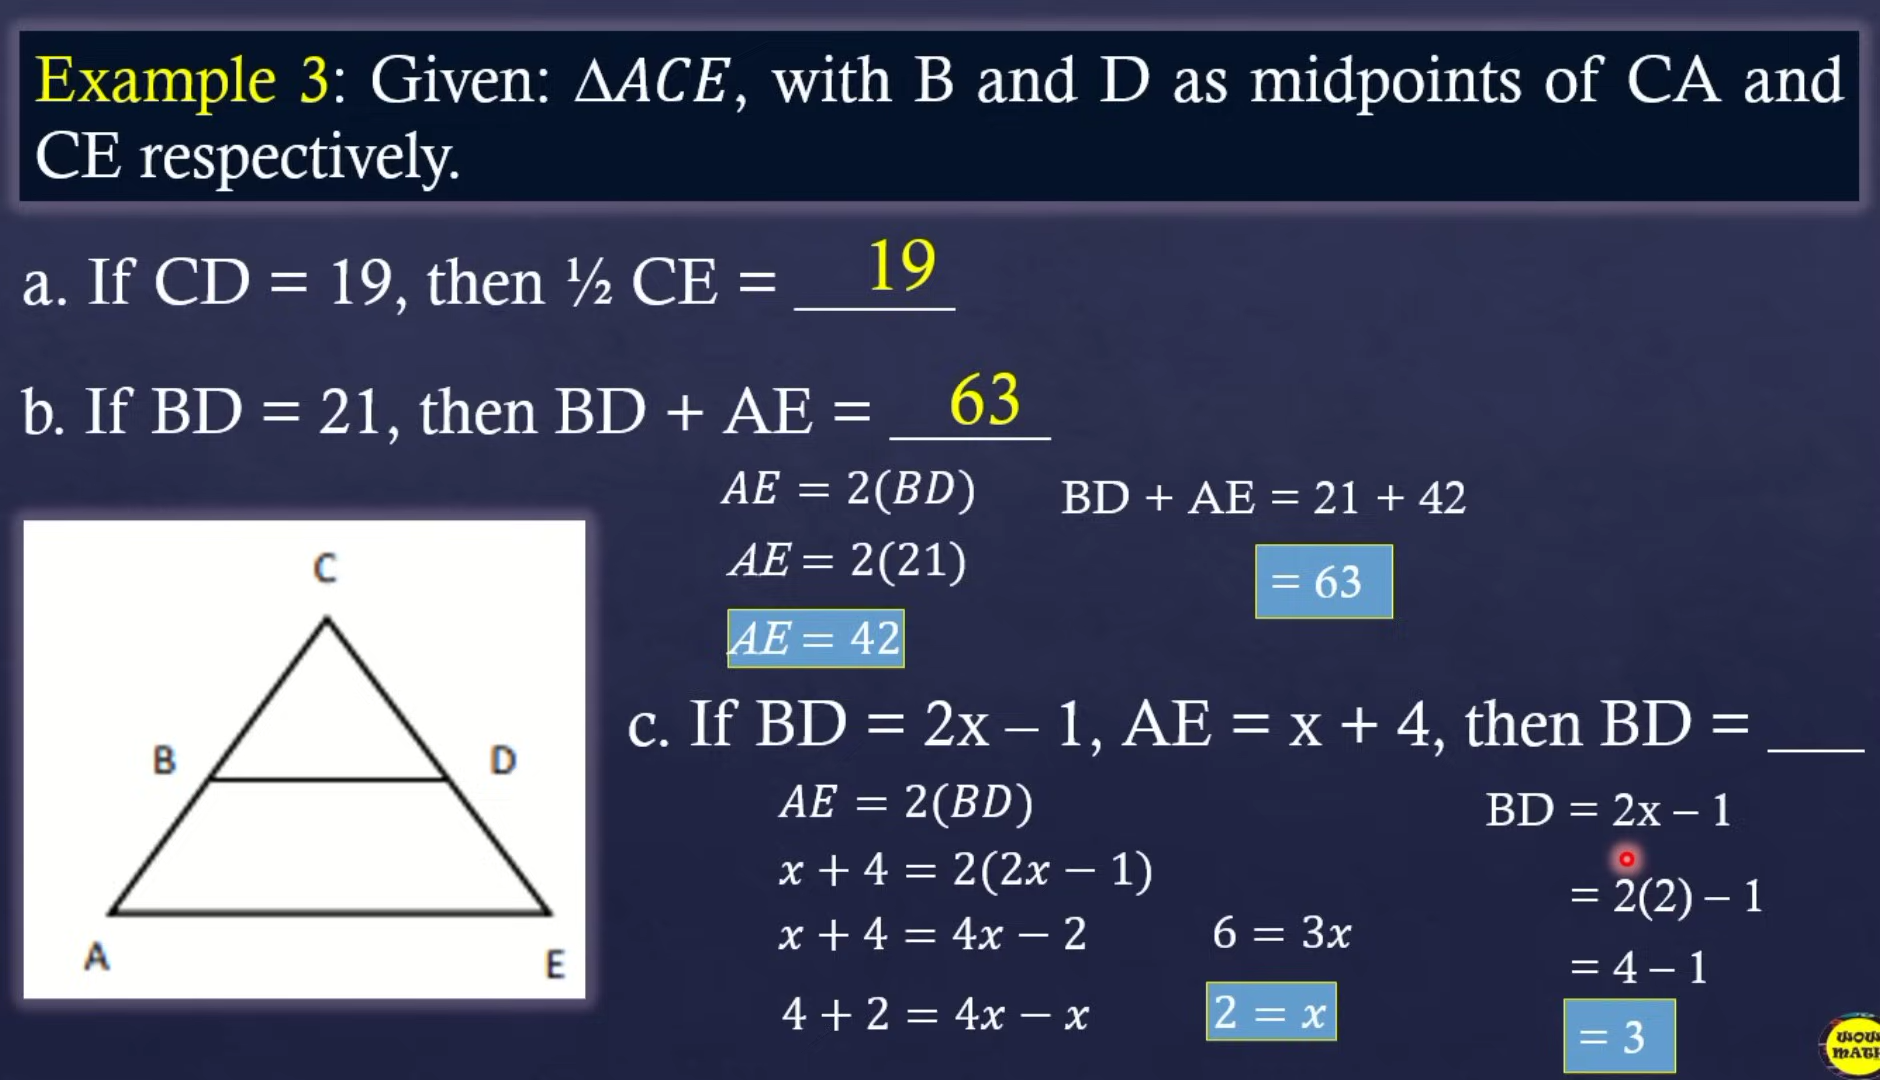 Example 3: Given: ΔACE, with B and D as midpoints of CA and
CE respectively.
a. If CD = 19, then ½ CE = 19
b. If BD = 21, then BD + AE = 63
AE = 2(BD)
AE = 2(21)
AE = 42
BD + AE = 21 + 42
= 63
C
B
D
A
E
c. If BD = 2x – 1, AE = x + 4, then BD = ___
AE = 2(BD)
x + 4 = 2(2x − 1)
x + 4 = 4x − 2
4 + 2 = 4x − x
6 = 3x
2 = x
BD = 2x – 1
= 2(2) – 1
= 4 – 1
= 3
WOW
MATH